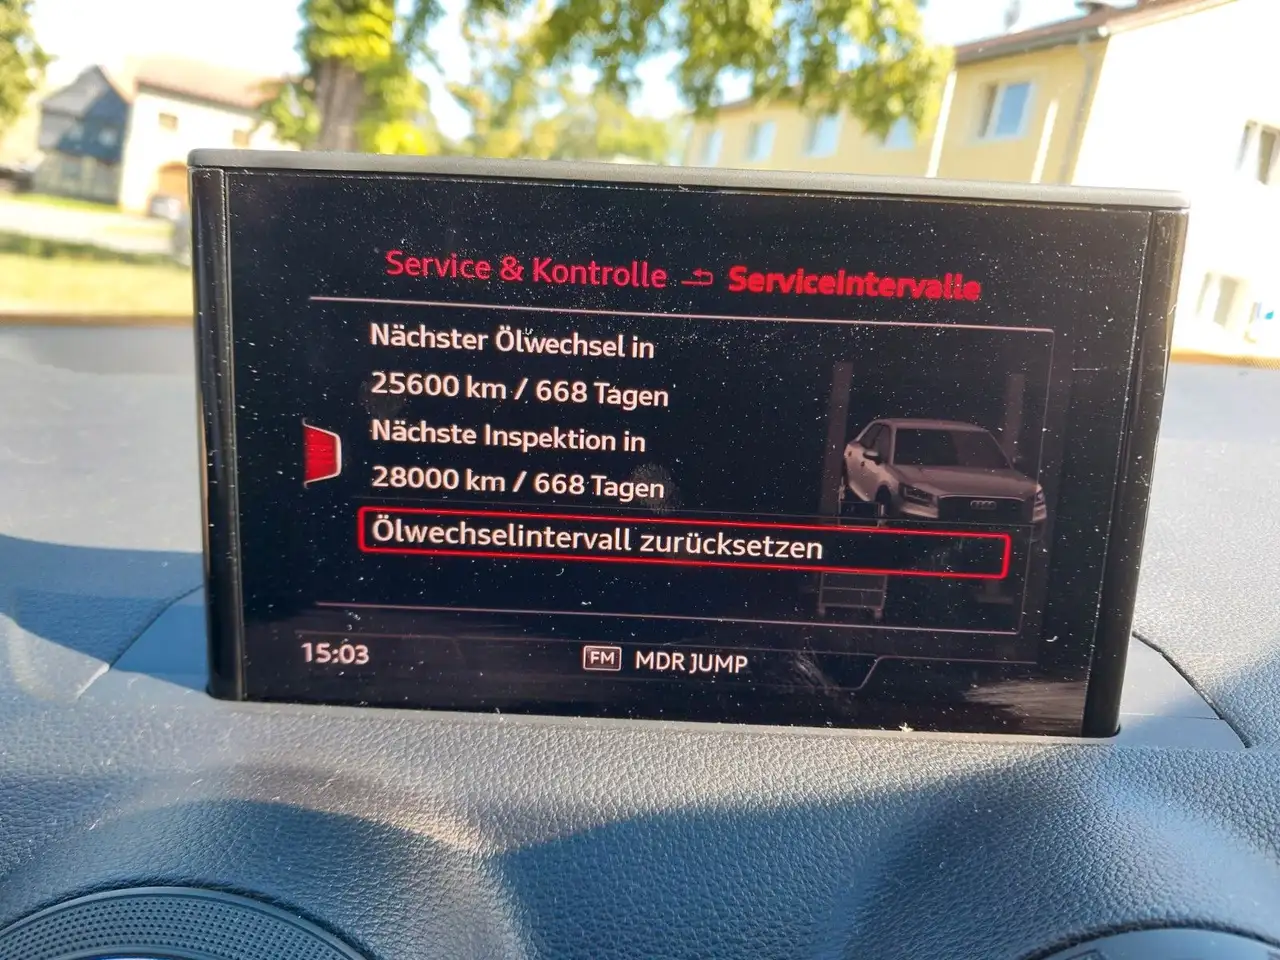 Service & Kontrolle ServiceIntervalle
Nächster Ölwechsel in
25600 km / 668 Tagen
Nächste Inspektion in
28000 km / 668 Tagen
Ölwechselintervall zurücksetzen
15:03 FM MDR JUMP